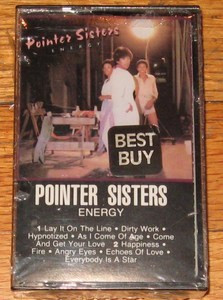 Pointer Sisters
ENERGY
BEST
BUY
POINTER SISTERS
ENERGY
1 Lay It On The Line • Dirty Work •
Hypnotized • As I Come Of Age • Come
And Get Your Love 2 Happiness •
Fire • Angry Eyes • Echoes Of Love •
Everybody Is A Star